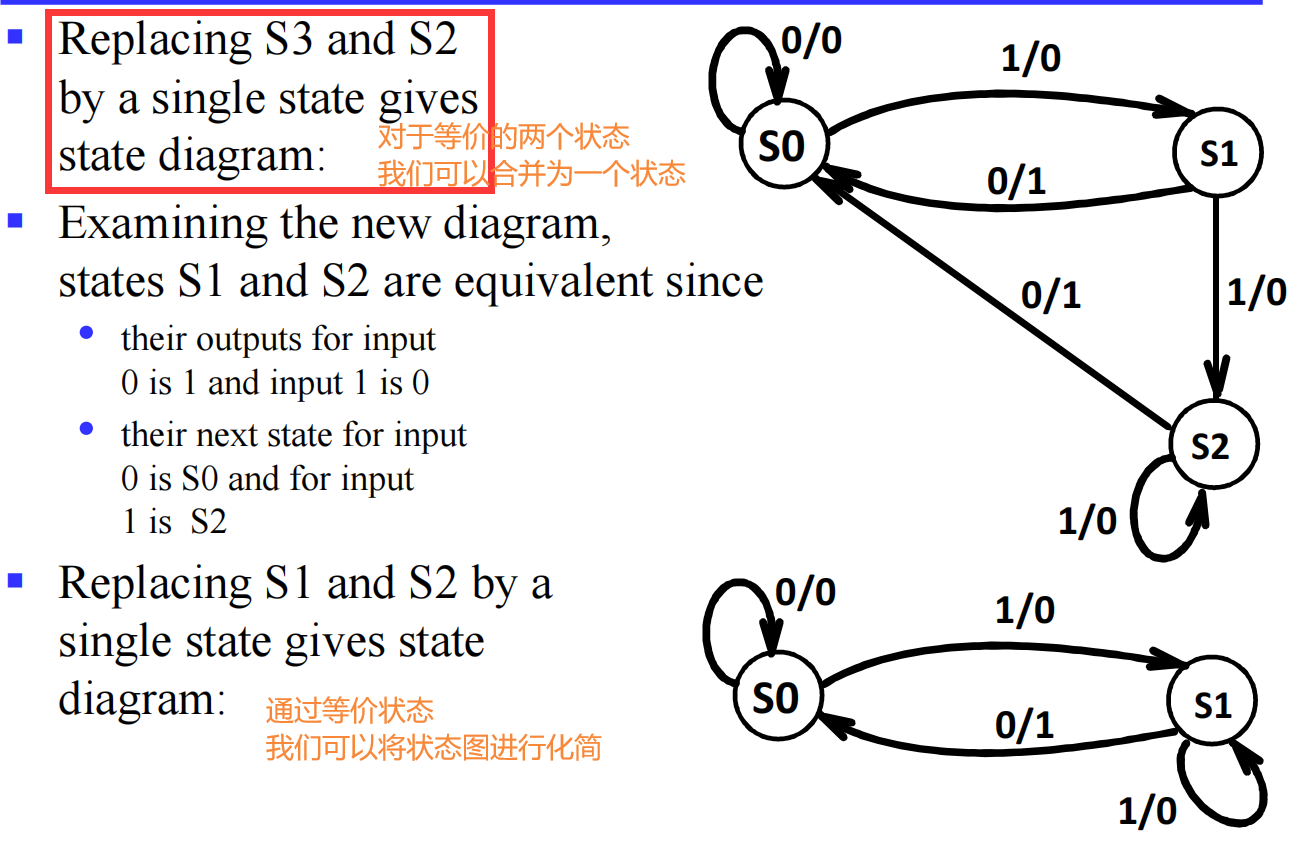 Replacing S3 and S2
by a single state gives
state diagram:
对于等价的两个状态
我们可以合并为一个状态
Examining the new diagram,
states S1 and S2 are equivalent since
their outputs for input
0 is 1 and input 1 is 0
their next state for input
0 is S0 and for input
1 is S2
Replacing S1 and S2 by a
single state gives state
diagram:
通过等价状态
我们可以将状态图进行化简
0/0
1/0
S0
S1
0/1
0/1
1/0
S2
1/0
0/0
1/0
S0
S1
0/1
1/0